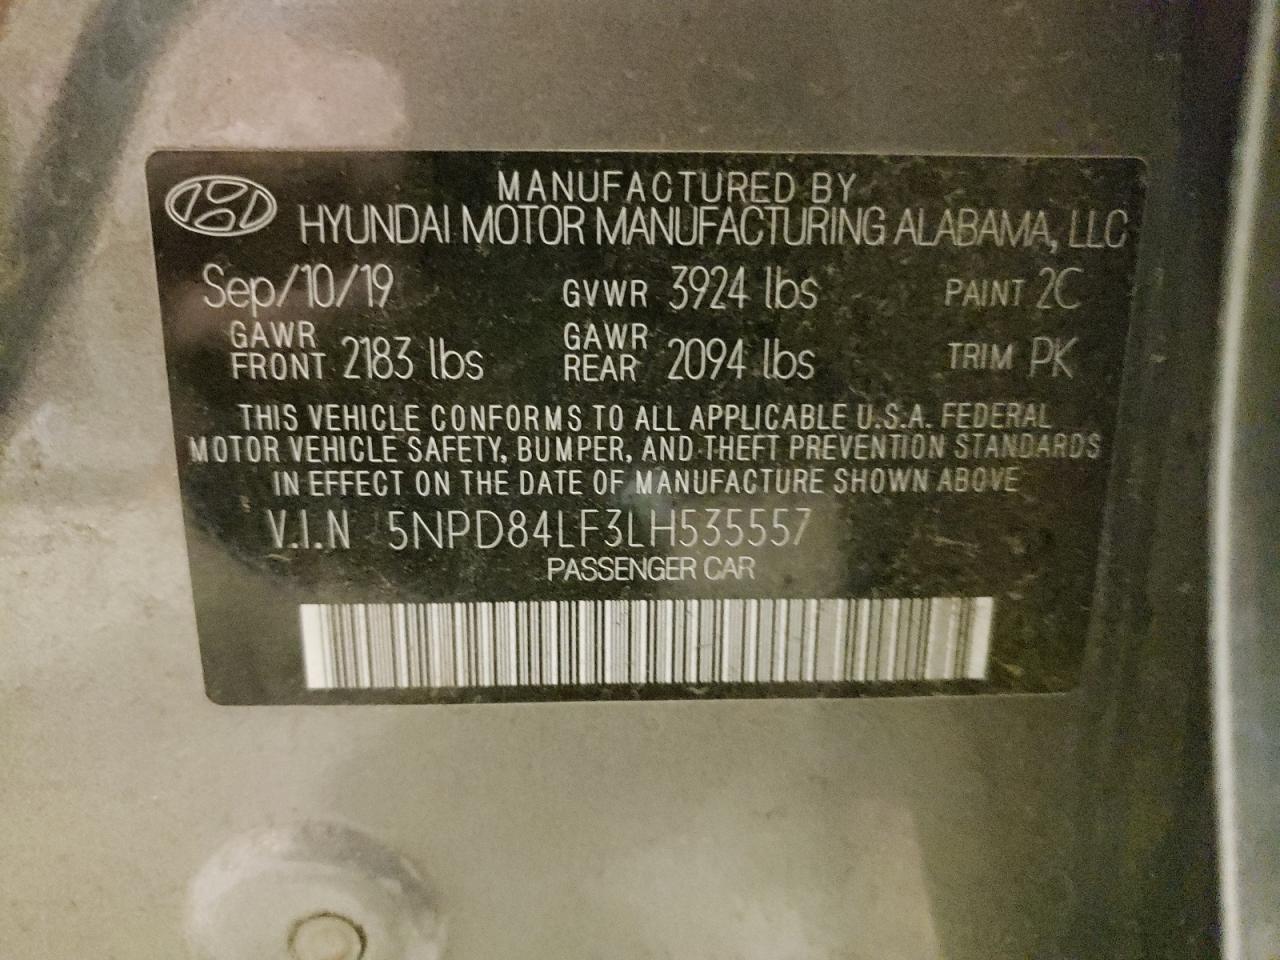 MANUFACTURED BY
HYUNDAI MOTOR MANUFACTURING ALABAMA, LLC
Sep/10/19 GVWR 3924 lbs PAINT 2C
GAWR FRONT 2183 lbs GAWR REAR 2094 lbs TRIM PK
THIS VEHICLE CONFORMS TO ALL APPLICABLE U.S.A. FEDERAL
MOTOR VEHICLE SAFETY, BUMPER, AND THEFT PREVENTION STANDARDS
IN EFFECT ON THE DATE OF MANUFACTURE SHOWN ABOVE
V.I.N 5NPD84LF3LH535557
PASSENGER CAR